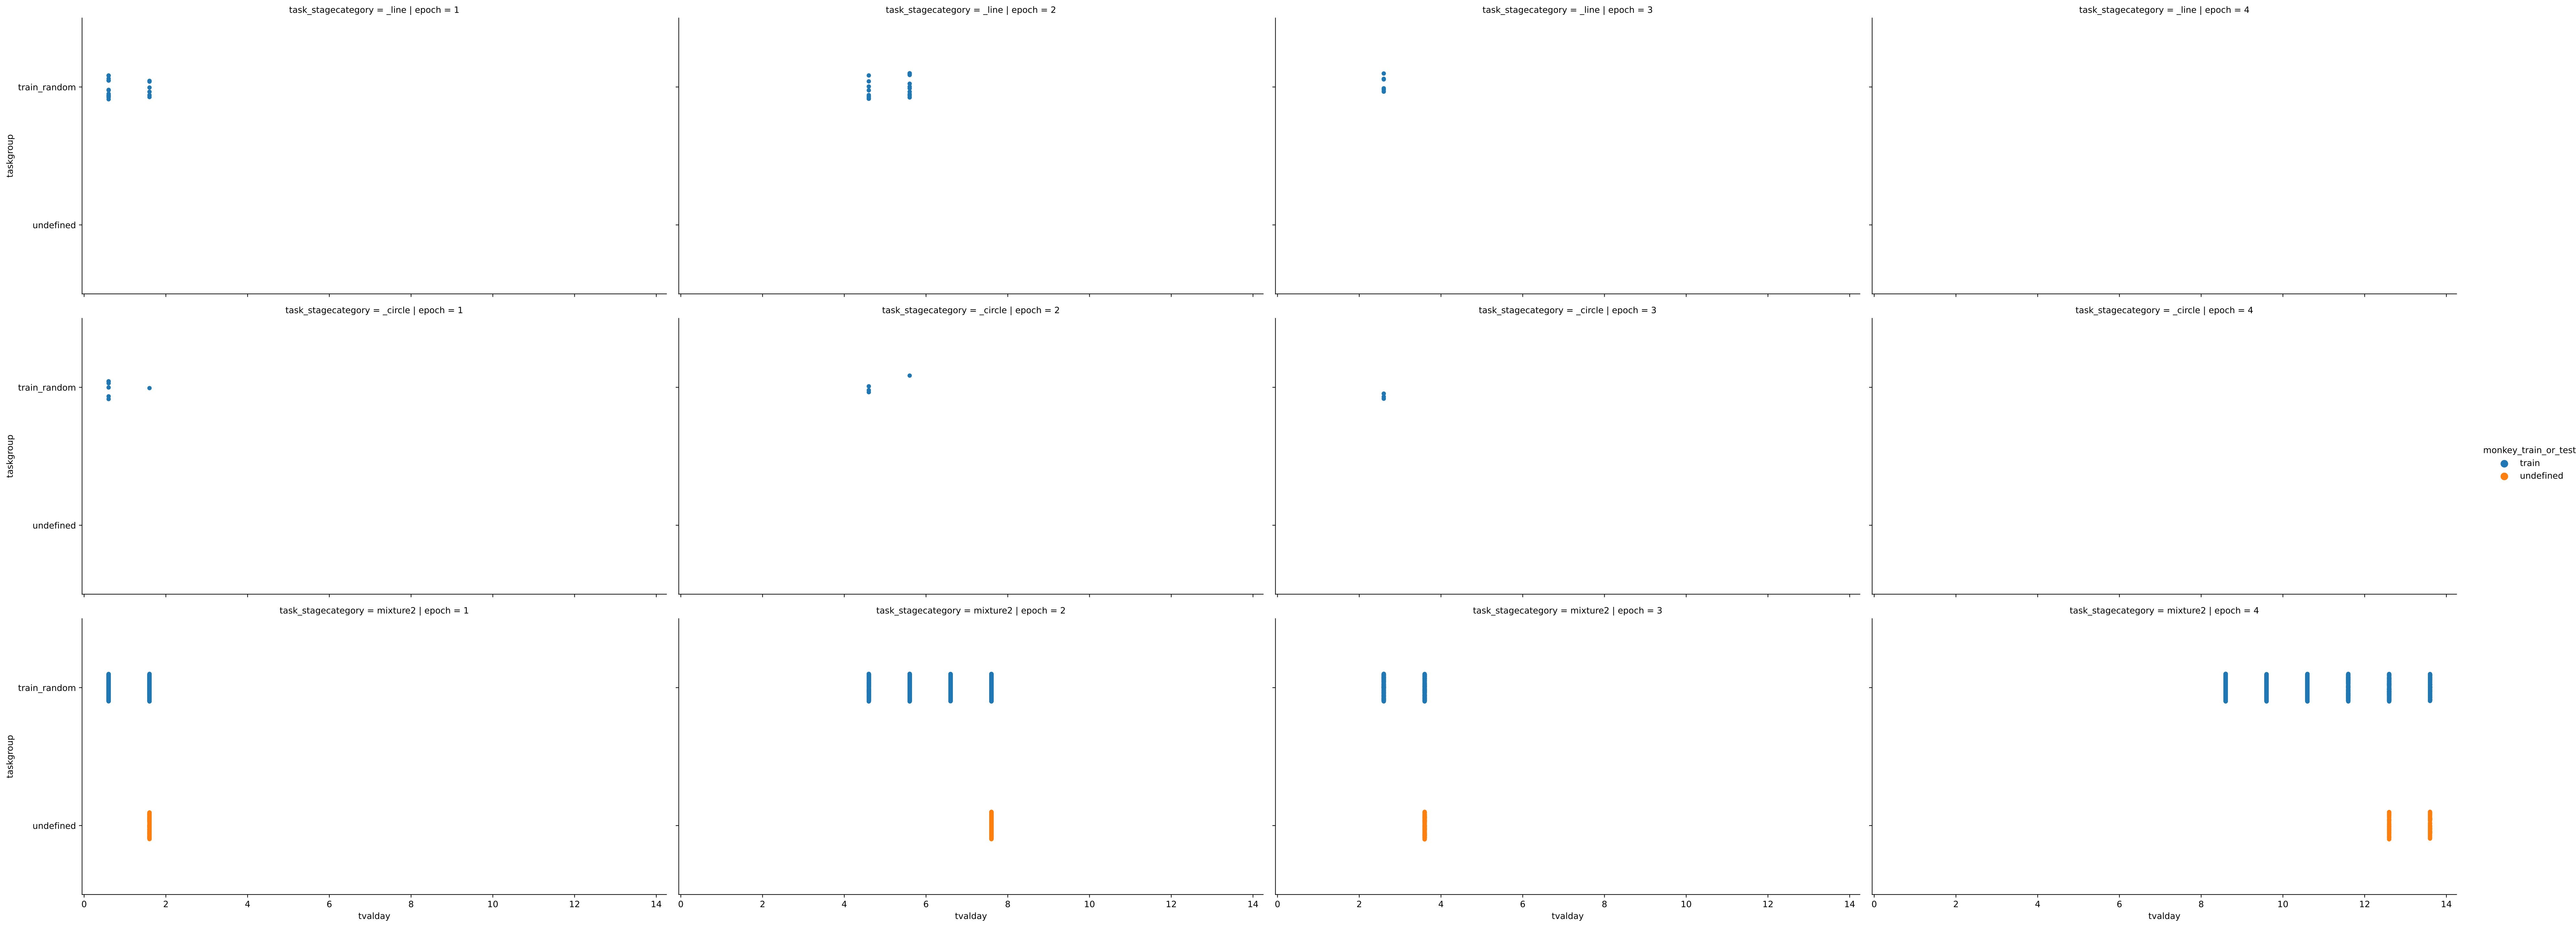 task_stagecategory = _line | epoch = 1
task_stagecategory = _line | epoch = 2
task_stagecategory = _line | epoch = 3
task_stagecategory = _line | epoch = 4
train_random
taskgroup
undefined
task_stagecategory = _circle | epoch = 1
task_stagecategory = _circle | epoch = 2
task_stagecategory = _circle | epoch = 3
task_stagecategory = _circle | epoch = 4
train_random
taskgroup
undefined
monkey_train_or_test
train
undefined
task_stagecategory = mixture2 | epoch = 1
task_stagecategory = mixture2 | epoch = 2
task_stagecategory = mixture2 | epoch = 3
task_stagecategory = mixture2 | epoch = 4
train_random
taskgroup
undefined
0 2 4 6 8 10 12 14
0 2 4 6 8 10 12 14
0 2 4 6 8 10 12 14
0 2 4 6 8 10 12 14
tvalday
tvalday
tvalday
tvalday